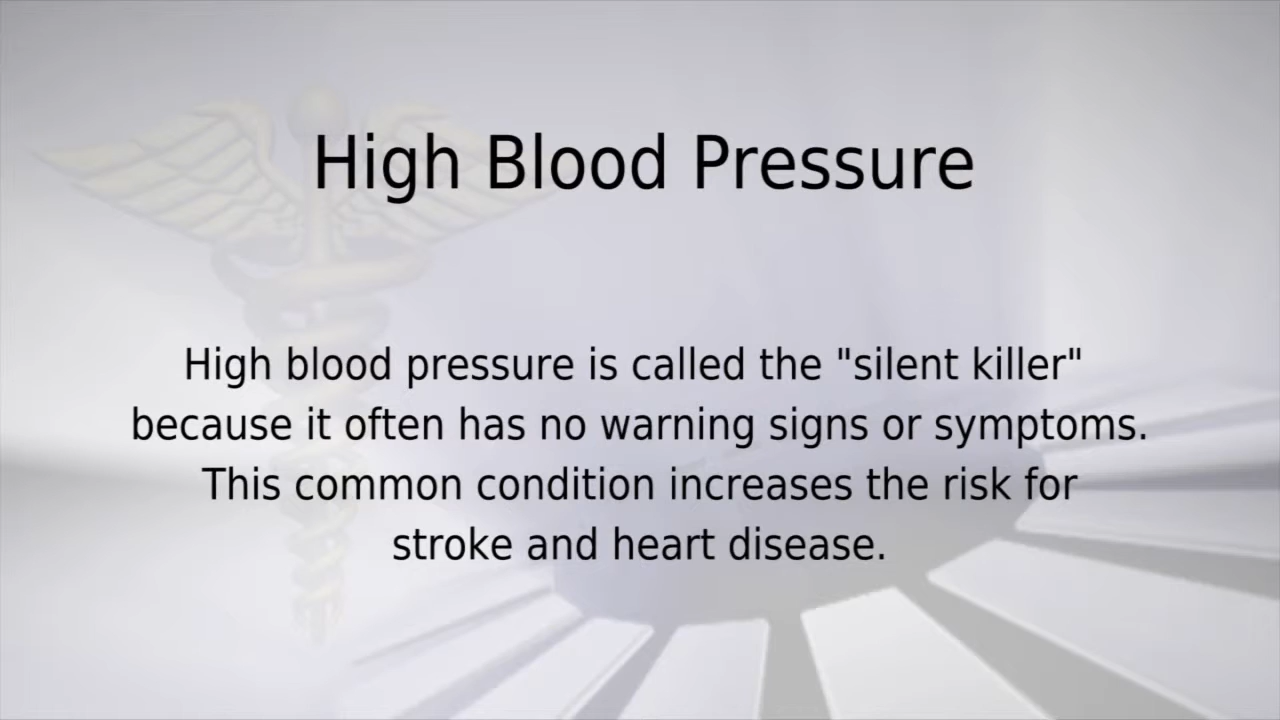 High Blood Pressure
High blood pressure is called the "silent killer"
because it often has no warning signs or symptoms.
This common condition increases the risk for
stroke and heart disease.